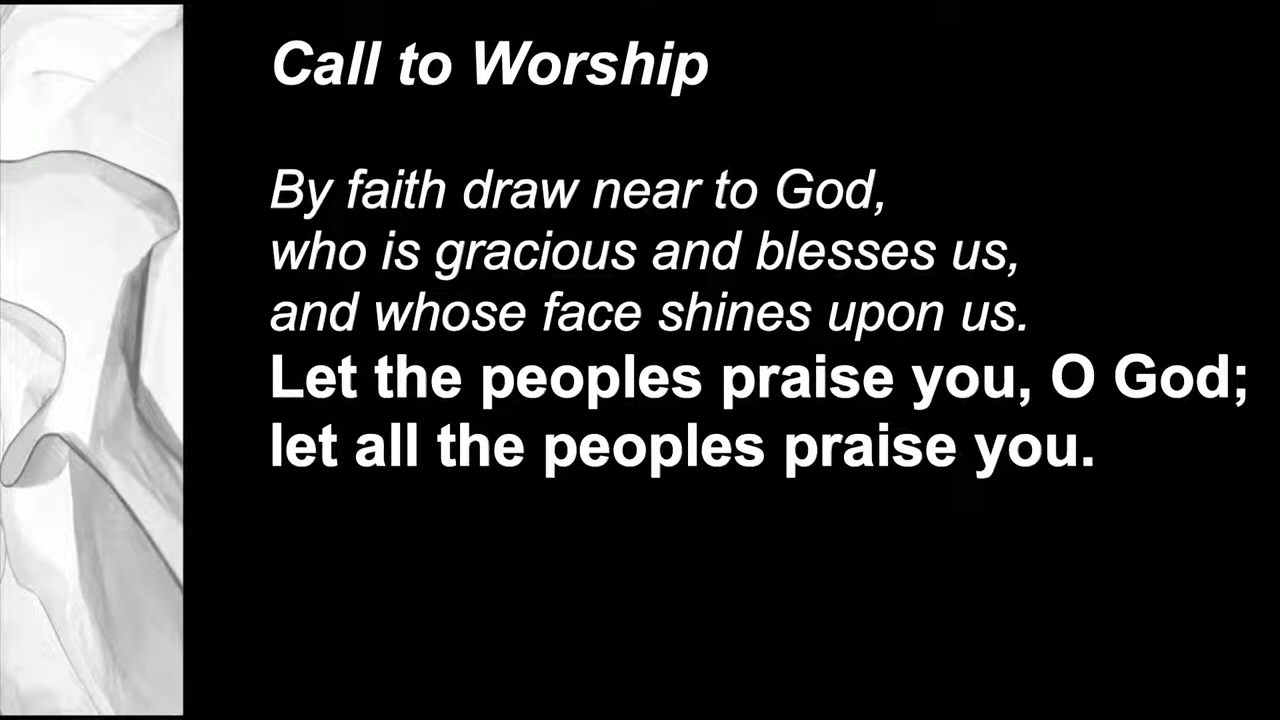 Call to Worship
By faith draw near to God,
who is gracious and blesses us,
and whose face shines upon us.
Let the peoples praise you, O God;
let all the peoples praise you.